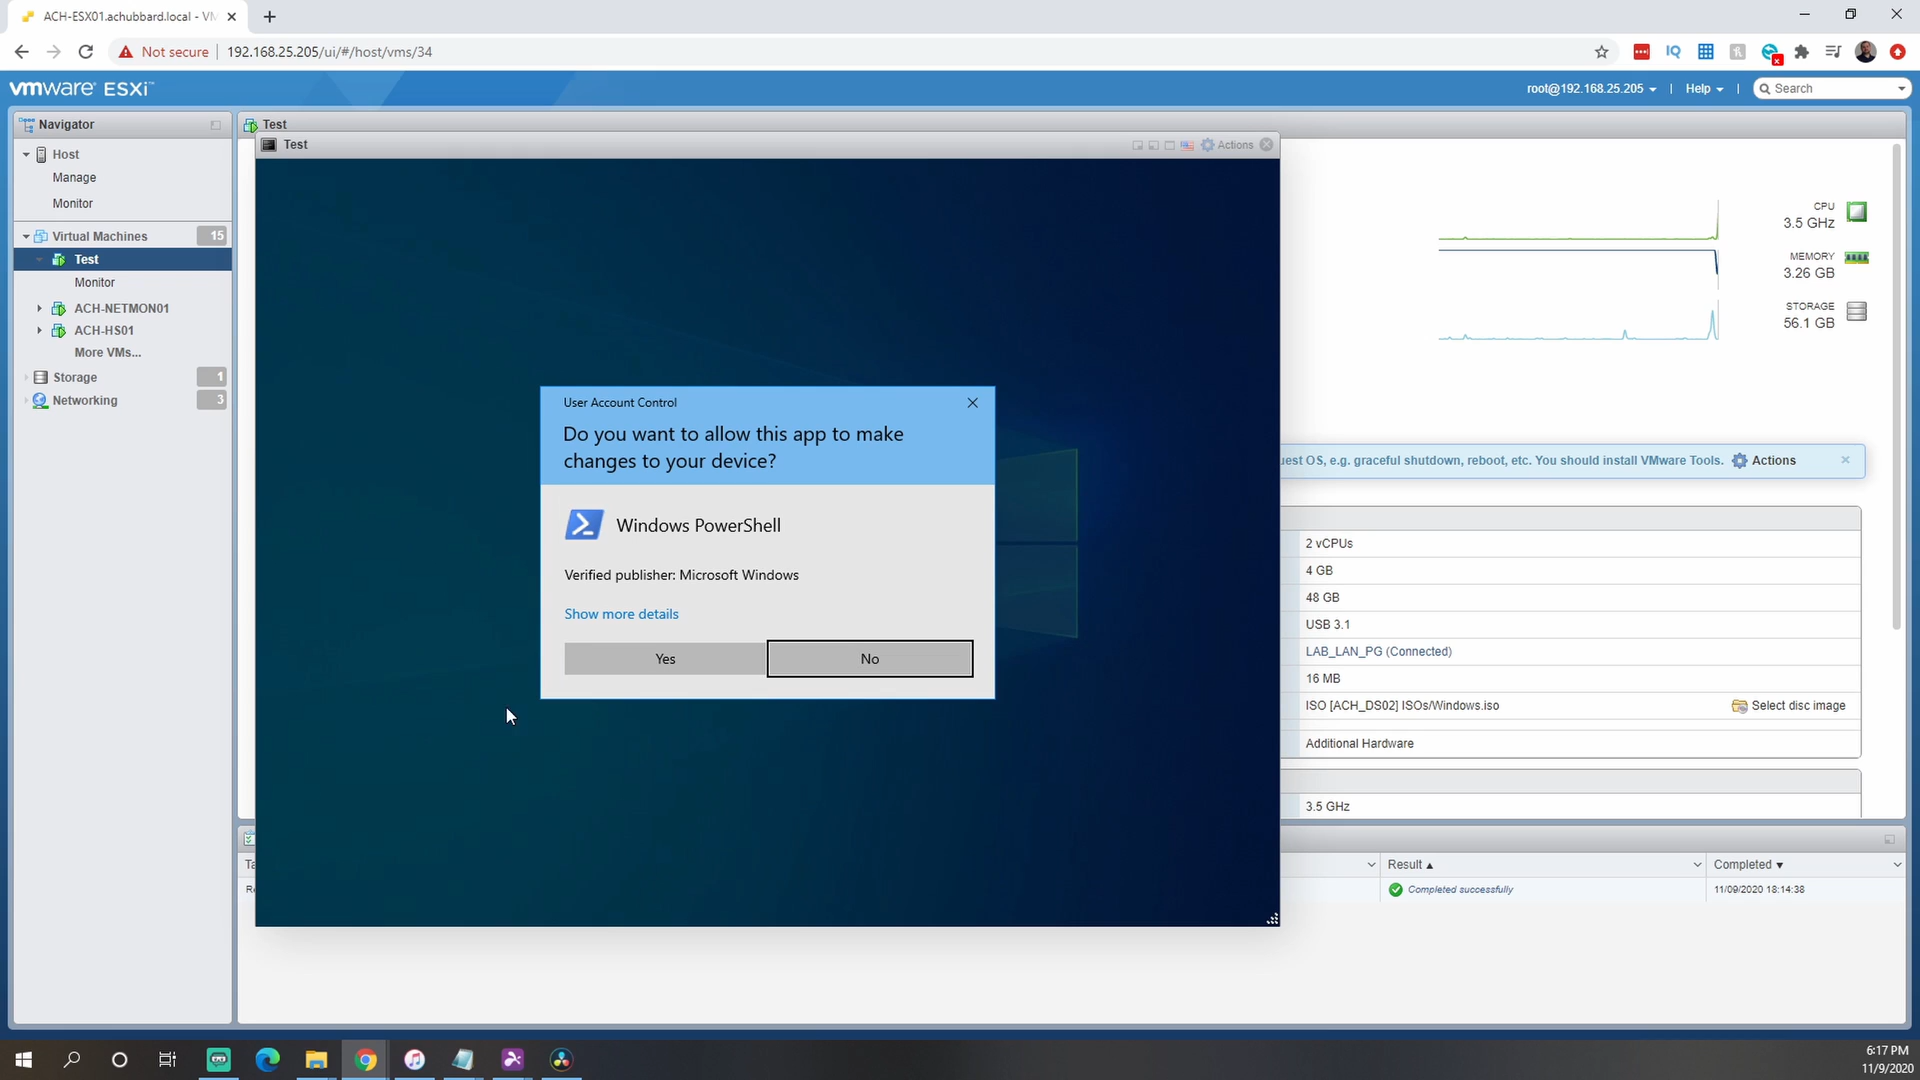 ACH-ESX01.achubbard.local - VM
Not secure
192.168.25.205/ui/#/host/vms/34
IQ
vmware ESXi™
root@192.168.25.205
Help
Search
Navigator
Test
Host
Manage
Monitor
Virtual Machines
15
Test
Monitor
ACH-NETMON01
ACH-HS01
More VMs...
Storage
1
Networking
3
Test
Actions
User Account Control
Do you want to allow this app to make
changes to your device?
Windows PowerShell
Verified publisher: Microsoft Windows
Show more details
Yes
No
CPU
3.5 GHz
MEMORY
3.26 GB
STORAGE
56.1 GB
uest OS, e.g. graceful shutdown, reboot, etc. You should install VMware Tools.
Actions
2 vCPUs
4 GB
48 GB
USB 3.1
LAB_LAN_PG (Connected)
16 MB
ISO [ACH_DS02] ISOs/Windows.iso
Select disc image
Additional Hardware
3.5 GHz
Ta
Result
Completed
Re
Completed successfully
11/09/2020 18:14:38
6:17 PM
11/9/2020